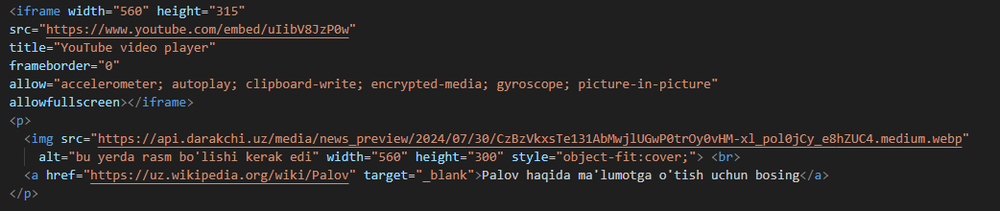 <iframe width="560" height="315"
src="https://www.youtube.com/embed/uIibV8JzP0w"
title="YouTube video player"
frameborder="0"
allow="accelerometer; autoplay; clipboard-write; encrypted-media; gyroscope; picture-in-picture"
allowfullscreen></iframe>
<p>
<img src="https://api.darakchi.uz/media/news_preview/2024/07/30/CzBzVkxsTe131AbMwjlUGwP0trOy0vHM-xl_pol0jCy_e8hZUC4.medium.webp"
alt="bu yerda rasm bo'lishi kerak edi" width="560" height="300" style="object-fit:cover;"> <br>
<a href="https://uz.wikipedia.org/wiki/Palov" target="_blank">Palov haqida ma'lumotga o'tish uchun bosing</a>
</p>